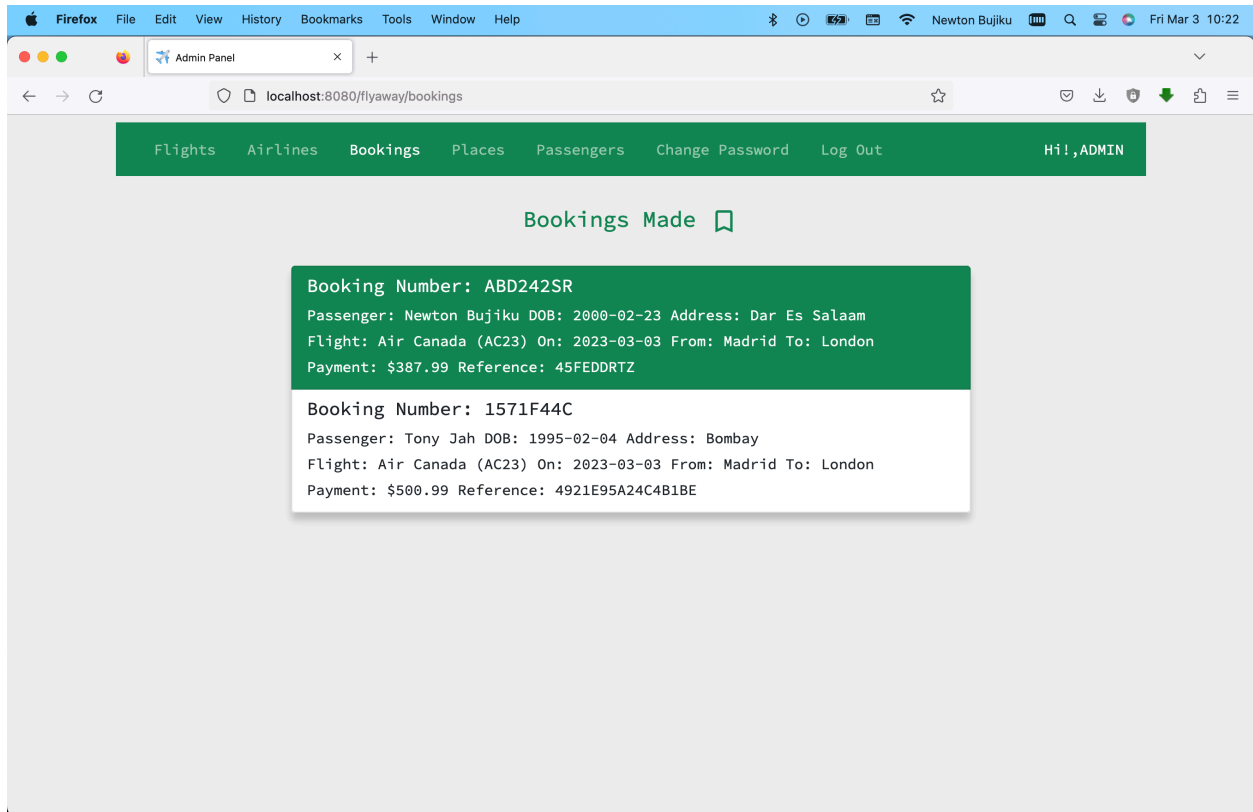 Firefox File Edit View History Bookmarks Tools Window Help Newton Bujiku Fri Mar 3 10:22
Admin Panel
localhost:8080/flyaway/bookings
Flights Airlines Bookings Places Passengers Change Password Log Out Hi!,ADMIN
Bookings Made
Booking Number: ABD242SR
Passenger: Newton Bujiku DOB: 2000-02-23 Address: Dar Es Salaam
Flight: Air Canada (AC23) On: 2023-03-03 From: Madrid To: London
Payment: $387.99 Reference: 45FEDDRTZ
Booking Number: 1571F44C
Passenger: Tony Jah DOB: 1995-02-04 Address: Bombay
Flight: Air Canada (AC23) On: 2023-03-03 From: Madrid To: London
Payment: $500.99 Reference: 4921E95A24C4B1BE